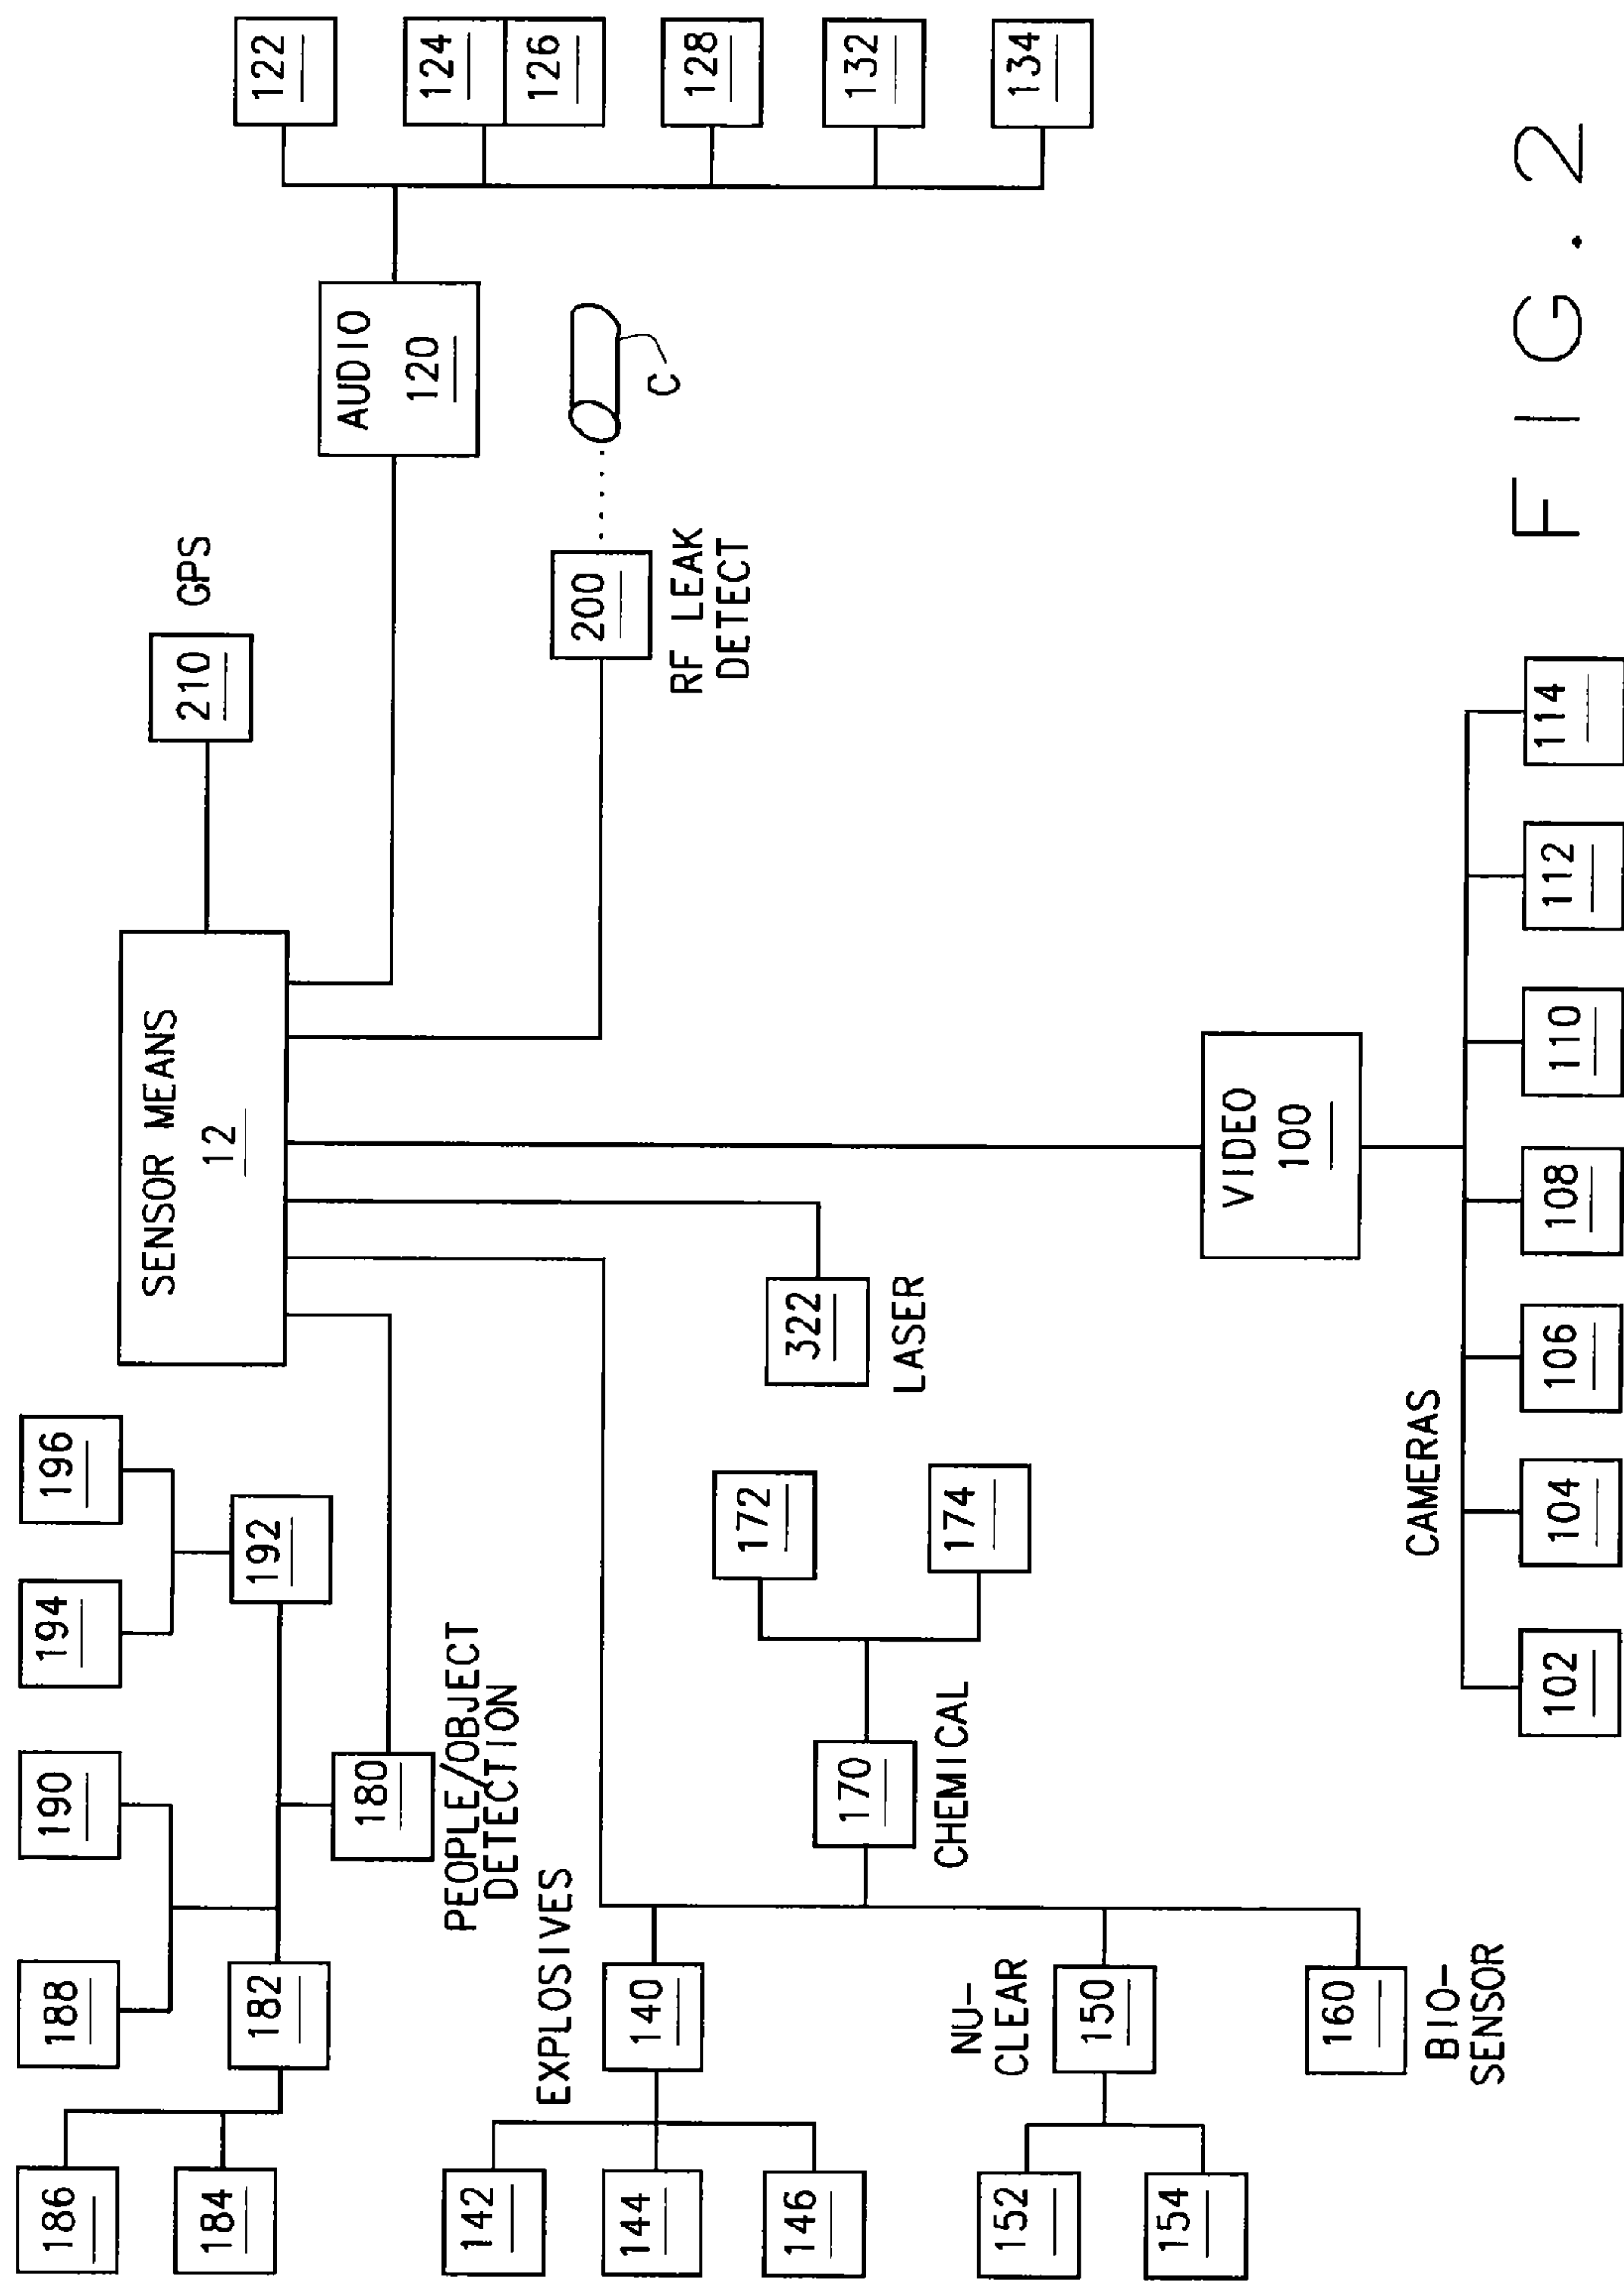 186
188
190
194
196
184
182
192
SENSOR MEANS
12
210
GPS
122
180
PEOPLE/OBJECT
DETECTION
AUDIO
120
124
126
142
EXPLOSIVES
140
144
146
200
RF LEAK
DETECT
C
128
172
322
LASER
132
170
CHEMICAL
174
134
152
NU-
CLEAR
150
154
160
BIO-
SENSOR
VIDEO
100
CAMERAS
102
104
106
108
110
112
114
FIG. 2